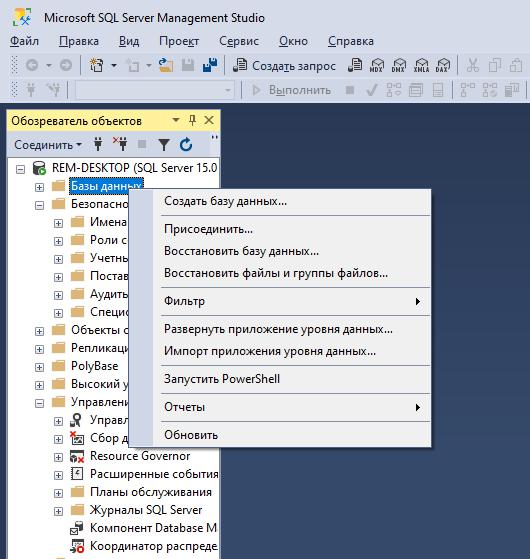 Microsoft SQL Server Management Studio
Файл Правка Вид Проект Сервис Окно Справка
Создать запрос MDX DMX XMLA DAX
Выполнить
Обозреватель объектов
Соединить
REM-DESKTOP (SQL Server 15.0
Базы данных
Создать базу данных...
Присоединить...
Восстановить базу данных...
Восстановить файлы и группы файлов...
Фильтр
Развернуть приложение уровня данных...
Импорт приложения уровня данных...
Запустить PowerShell
Отчеты
Обновить
Безопасно
Имена
Роли с
Учетны
Постав
Аудиты
Специс
Объекты с
Репликаци
PolyBase
Высокий у
Управлени
Управл
Сбор д
Resource Governor
Расширенные события
Планы обслуживания
Журналы SQL Server
Компонент Database M
Координатор распреде